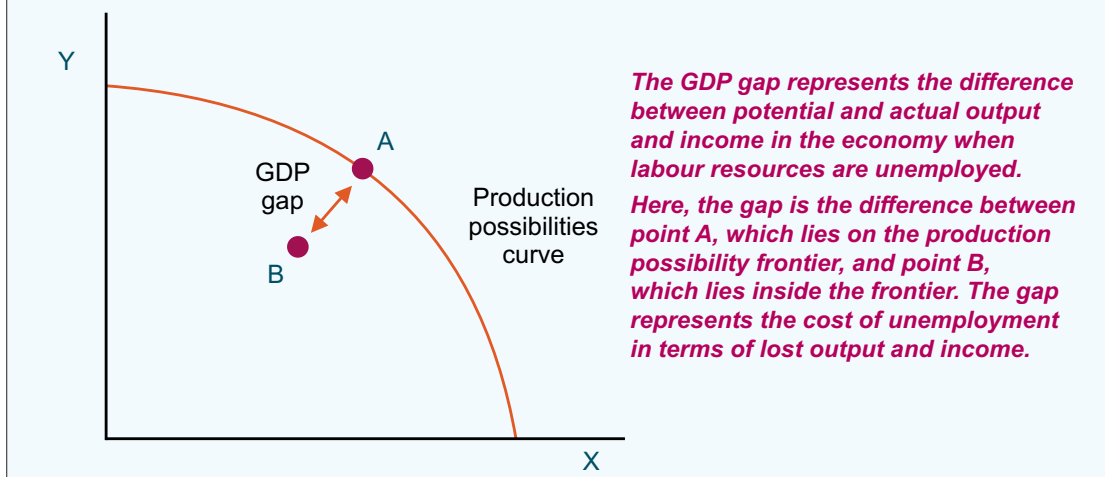 Y
A
GDP
gap
B
Production
possibilities
curve
X
The GDP gap represents the difference
between potential and actual output
and income in the economy when
labour resources are unemployed.
Here, the gap is the difference between
point A, which lies on the production
possibility frontier, and point B,
which lies inside the frontier. The gap
represents the cost of unemployment
in terms of lost output and income.